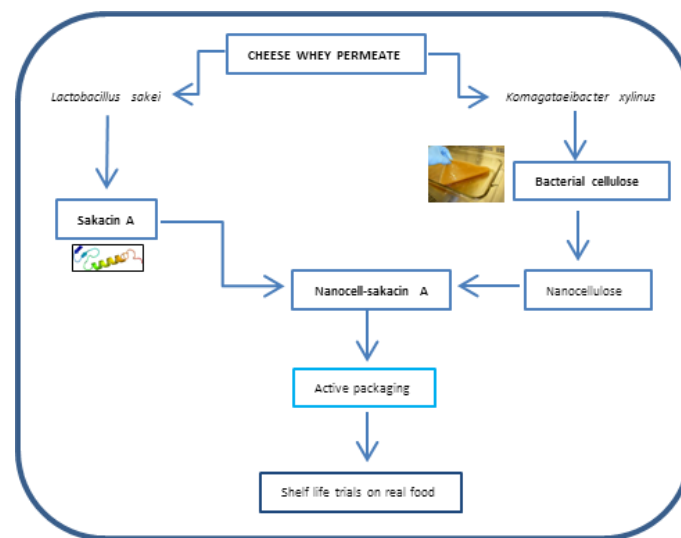 CHEESE WHEY PERMEATE
Lactobacillus sakei
Komagataeibacter xylinus
Bacterial cellulose
Sakacin A
Nanocell-sakacin A
Nanocellulose
Active packaging
Shelf life trials on real food